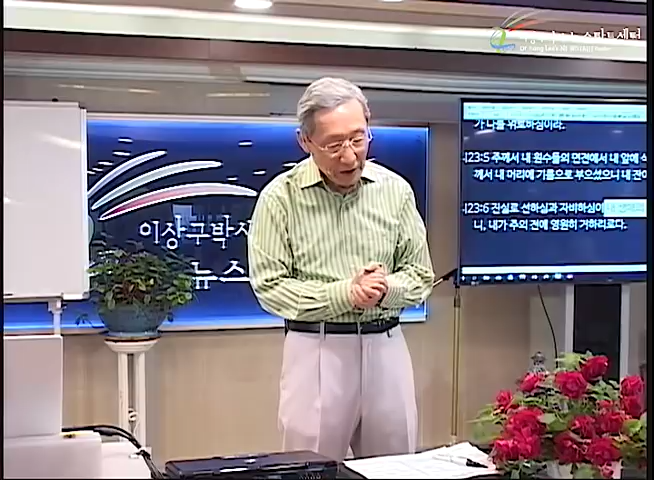 Dr. Sang Lee's
Center
가 나를 위로하심이라.
23:5 주께서 내 원수들의 면전에서 내 앞에
께서 내 머리에 기름으로 부으셨으니 내
23:6 진실로 선하심과 자비하심이
니, 내가 주의 전에 영원히 거하리로다.
이상구박사
뉴스